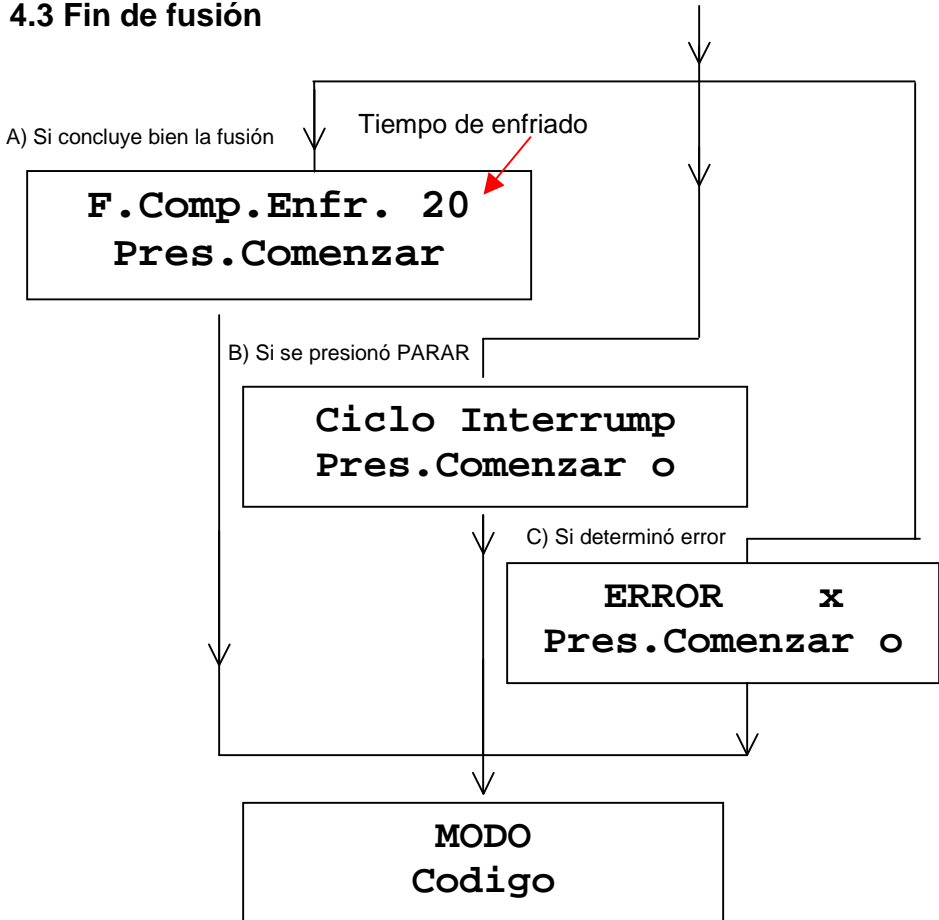 4.3 Fin de fusión
A) Si concluye bien la fusión
Tiempo de enfriado
F.Comp.Enfr. 20
Pres.Comenzar
B) Si se presionó PARAR
Ciclo Interrump
Pres.Comenzar o
C) Si determinó error
ERROR x
Pres.Comenzar o
MODO
Codigo